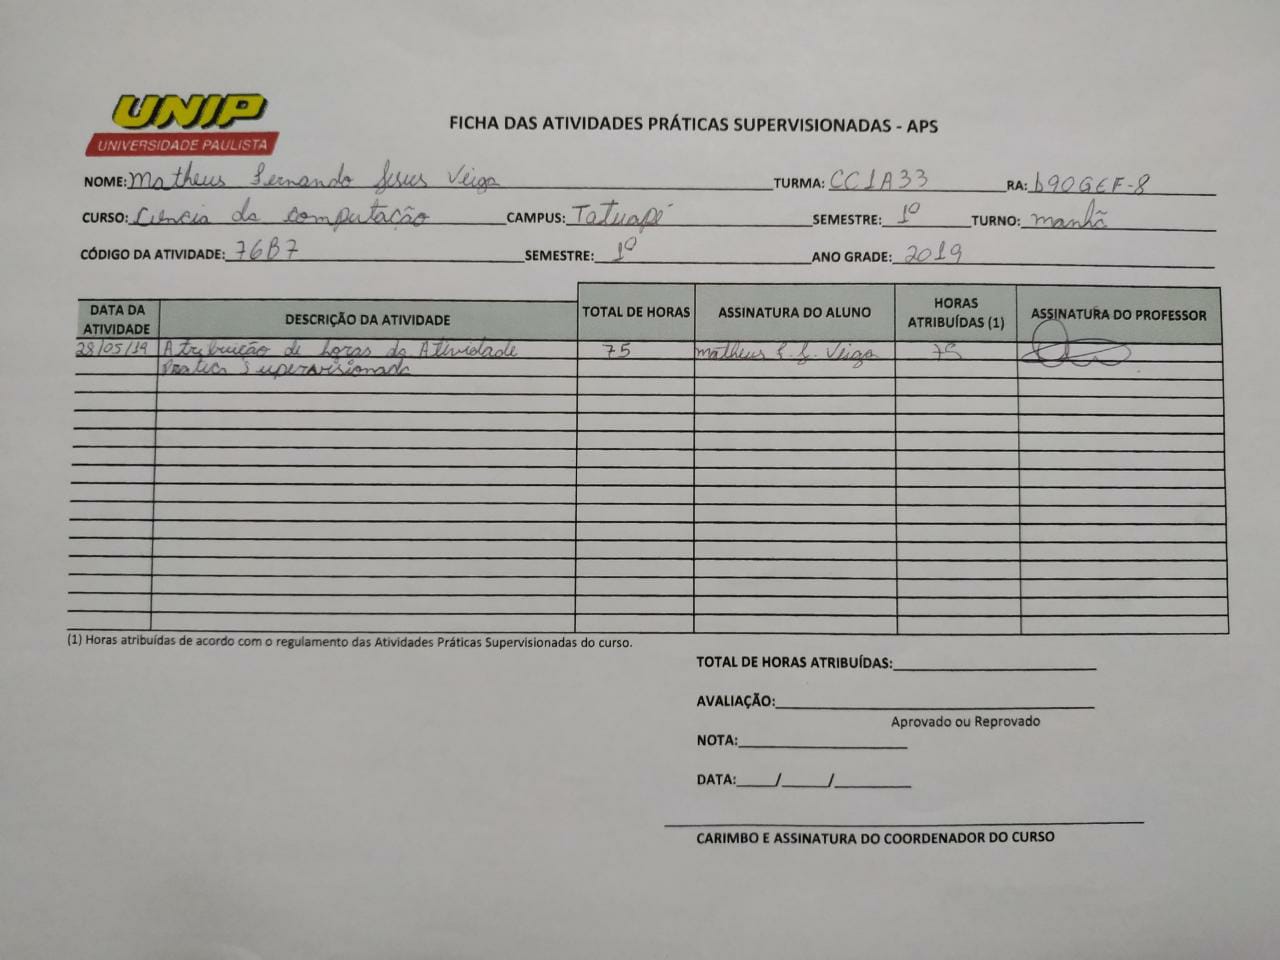 UNIP
UNIVERSIDADE PAULISTA
FICHA DAS ATIVIDADES PRÁTICAS SUPERVISIONADAS - APS
NOME: Matheus Fernando Jesus Veiga TURMA: CC1A33 RA: D90GEF-8
CURSO: Ciencia da computação CAMPUS: Tatuapé SEMESTRE: 1º TURNO: manhã
CÓDIGO DA ATIVIDADE: 76B7 SEMESTRE: 1º ANO GRADE: 2019
DATA DA ATIVIDADE DESCRIÇÃO DA ATIVIDADE TOTAL DE HORAS ASSINATURA DO ALUNO HORAS ATRIBUÍDAS (1) ASSINATURA DO PROFESSOR
28/05/19 Atribuição de horas da Atividade 75 Matheus F. J. Veiga 75
Pratica Supervisionada
(1) Horas atribuídas de acordo com o regulamento das Atividades Práticas Supervisionadas do curso.
TOTAL DE HORAS ATRIBUÍDAS:
AVALIAÇÃO:
Aprovado ou Reprovado
NOTA:
DATA: / /
CARIMBO E ASSINATURA DO COORDENADOR DO CURSO